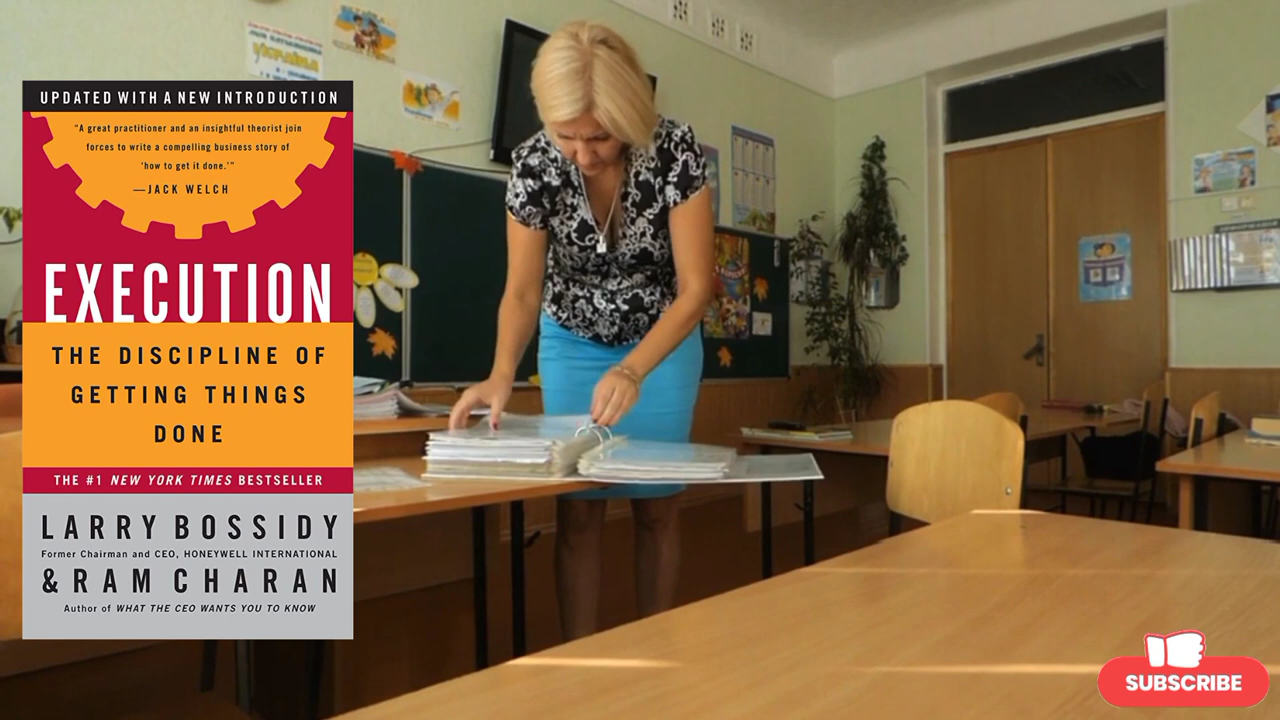 UPDATED WITH A NEW INTRODUCTION
"A great practitioner and an insightful theorist join
forces to write a compelling business story of
'how to get it done.'"
—JACK WELCH
EXECUTION
THE DISCIPLINE OF
GETTING THINGS
DONE
THE #1 NEW YORK TIMES BESTSELLER
LARRY BOSSIDY
Former Chairman and CEO, HONEYWELL INTERNATIONAL
& RAM CHARAN
Author of WHAT THE CEO WANTS YOU TO KNOW
Україна
SUBSCRIBE